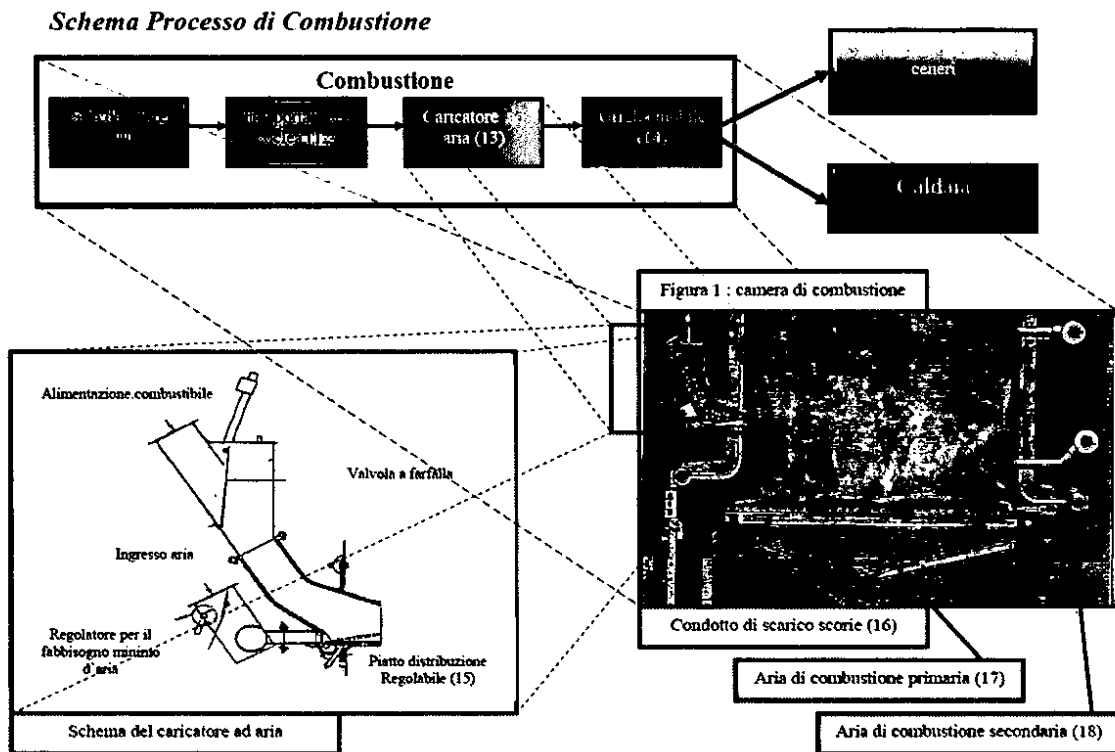 Schema Processo di Combustione
Combustione
Caricatore
aria (13)
ceneri
Caldaia
Figura 1 : camera di combustione
Alimentazione combustibile
Valvola a farfalla
Ingresso aria
Regolatore per il
fabbisogno minimo
d'aria
Piatto distribuzione
Regolabile (15)
Schema del caricatore ad aria
Condotto di scarico scorie (16)
Aria di combustione primaria (17)
Aria di combustione secondaria (18)